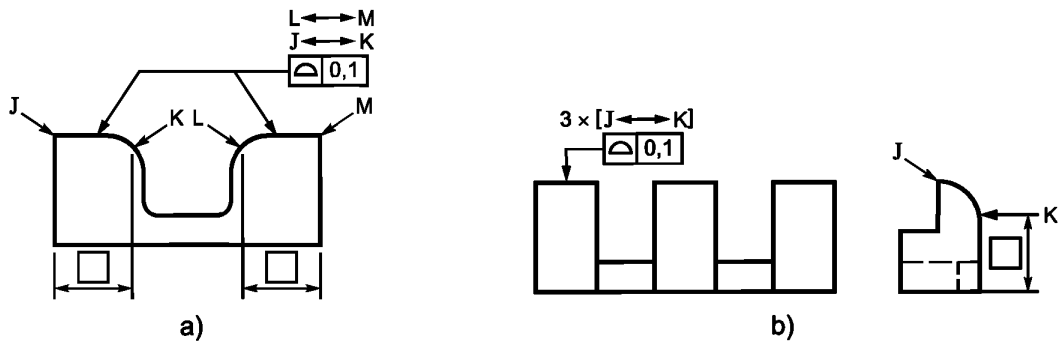 L ↔ M
J ↔ K
⌓ 0,1
J K L M
a)
3 × [J ↔ K]
⌓ 0,1
J
K
b)